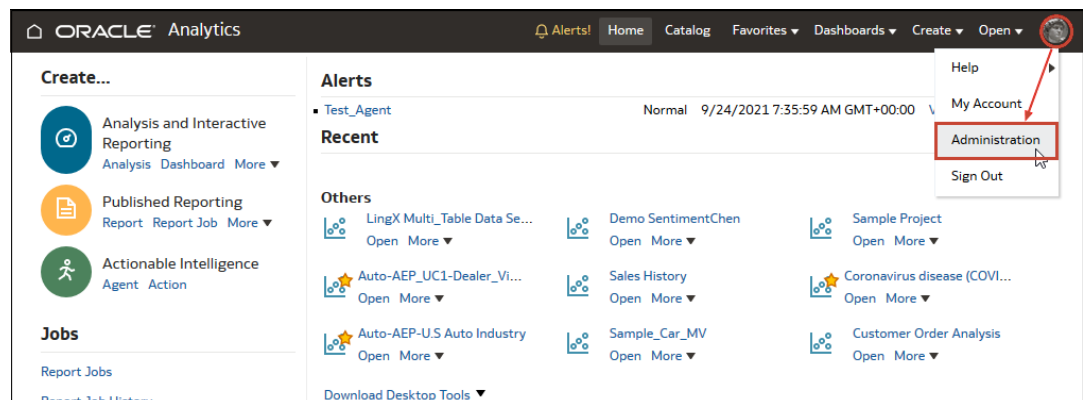 ORACLE Analytics
Alerts! Home Catalog Favorites Dashboards Create Open
Help
My Account
Administration
Sign Out
Create...
Analysis and Interactive
Reporting
Analysis Dashboard More
Published Reporting
Report Report Job More
Actionable Intelligence
Agent Action
Jobs
Report Jobs
Report Job History
Alerts
Test_Agent Normal 9/24/2021 7:35:59 AM GMT+00:00
Recent
Others
LingX Multi_Table Data Se...
Open More
Demo SentimentChen
Open More
Sample Project
Open More
Auto-AEP_UC1-Dealer_Vi...
Open More
Sales History
Open More
Coronavirus disease (COVI...
Open More
Auto-AEP-U.S Auto Industry
Open More
Sample_Car_MV
Open More
Customer Order Analysis
Open More
Download Desktop Tools